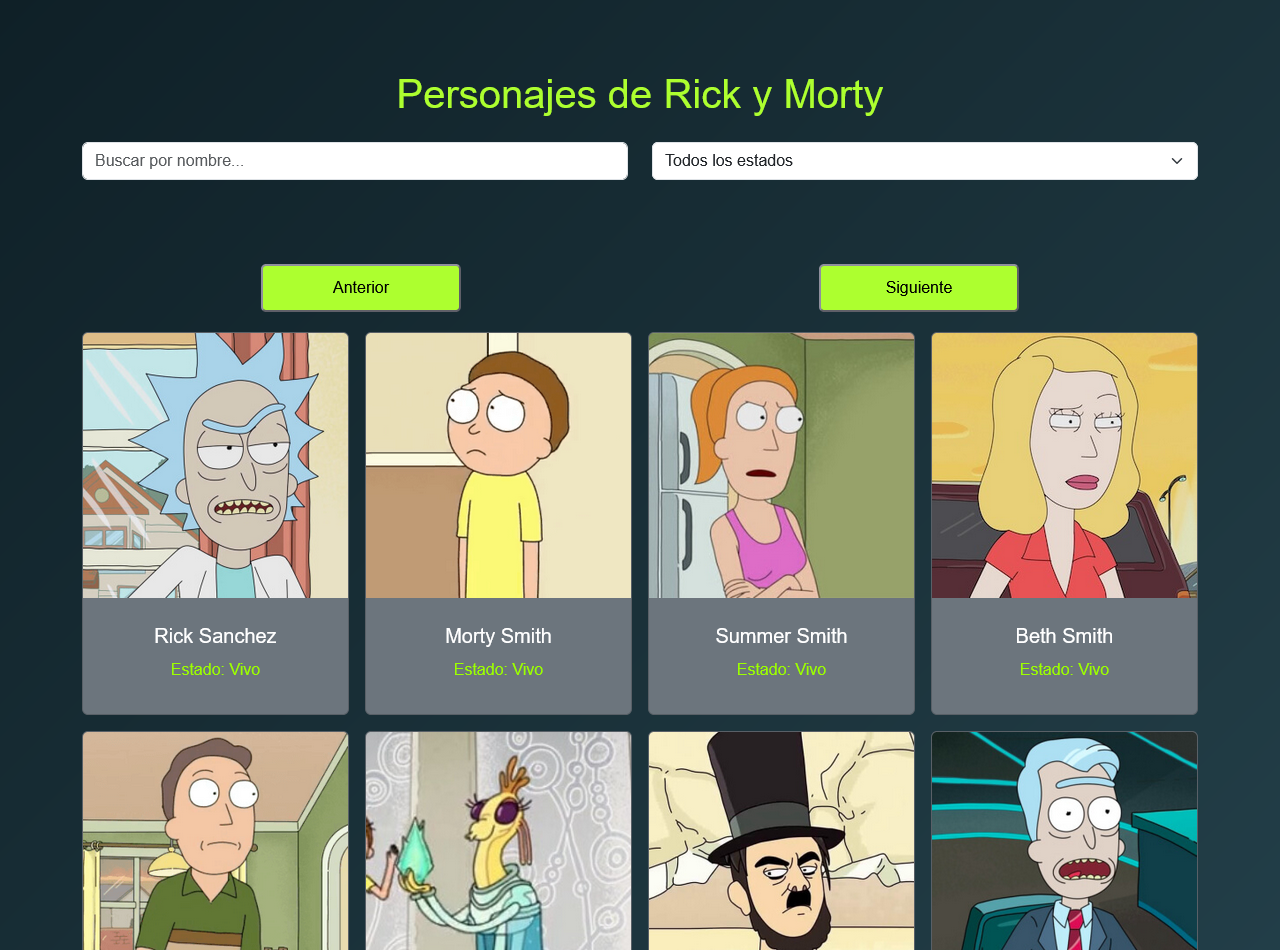 Personajes de Rick y Morty
Buscar por nombre...
Todos los estados
Anterior
Siguiente
Rick Sanchez
Estado: Vivo
Morty Smith
Estado: Vivo
Summer Smith
Estado: Vivo
Beth Smith
Estado: Vivo